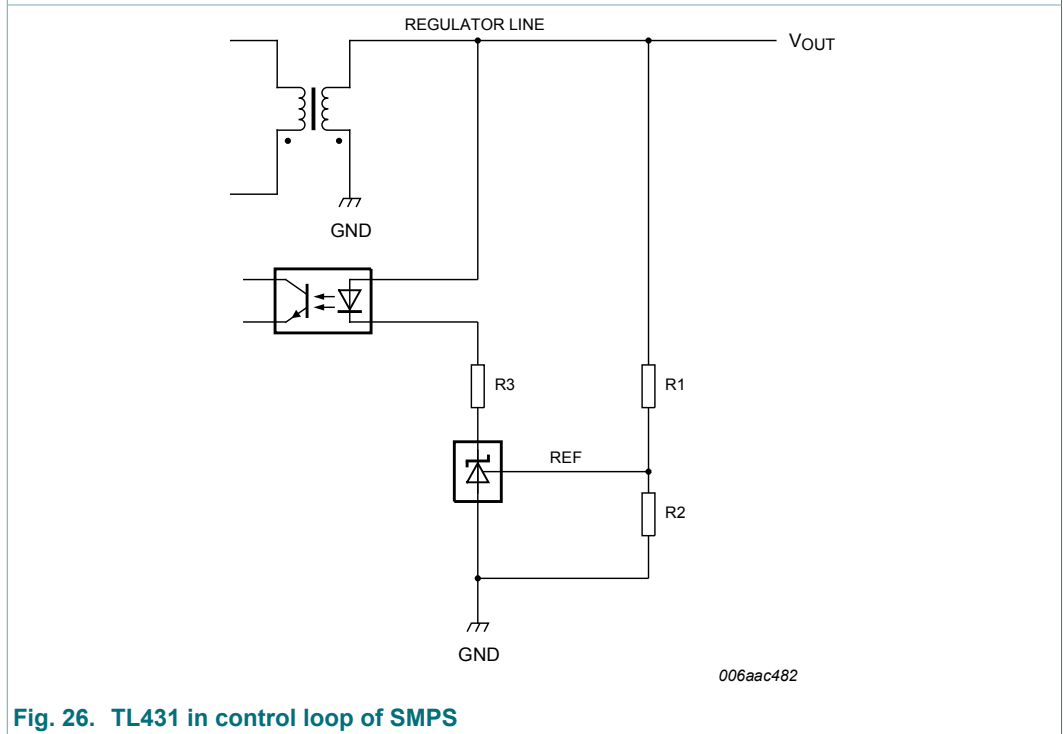 REGULATOR LINE
VOUT
GND
R3
R1
REF
R2
GND
006aac482
Fig. 26. TL431 in control loop of SMPS